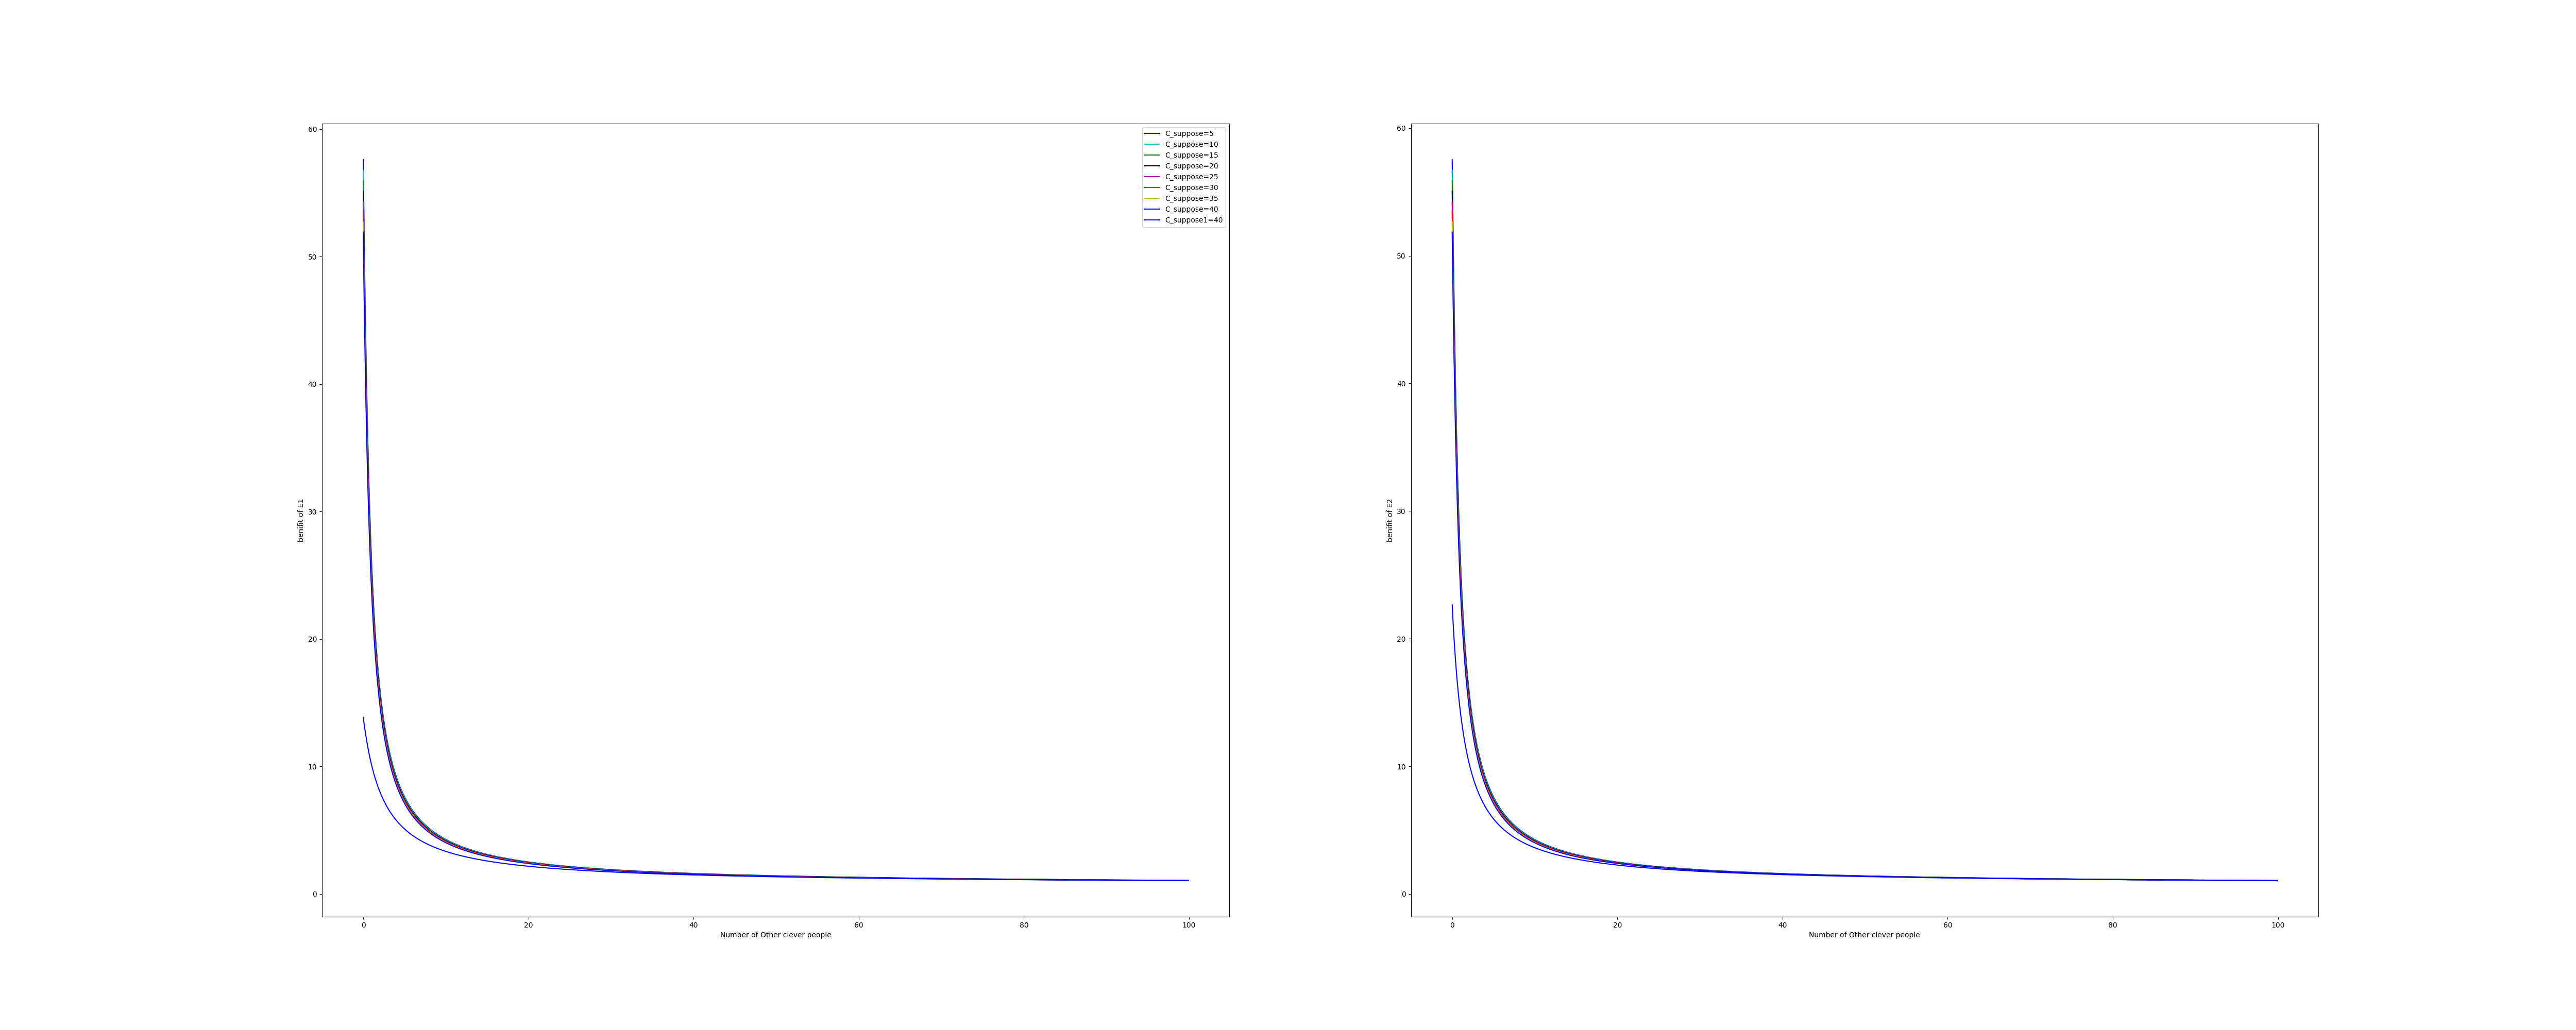 60
50
40
30
20
10
0
benifit of E1
0 20 40 60 80 100
Number of Other clever people
C_suppose=5
C_suppose=10
C_suppose=15
C_suppose=20
C_suppose=25
C_suppose=30
C_suppose=35
C_suppose=40
C_suppose1=40
60
50
40
30
20
10
0
benifit of E2
0 20 40 60 80 100
Number of Other clever people